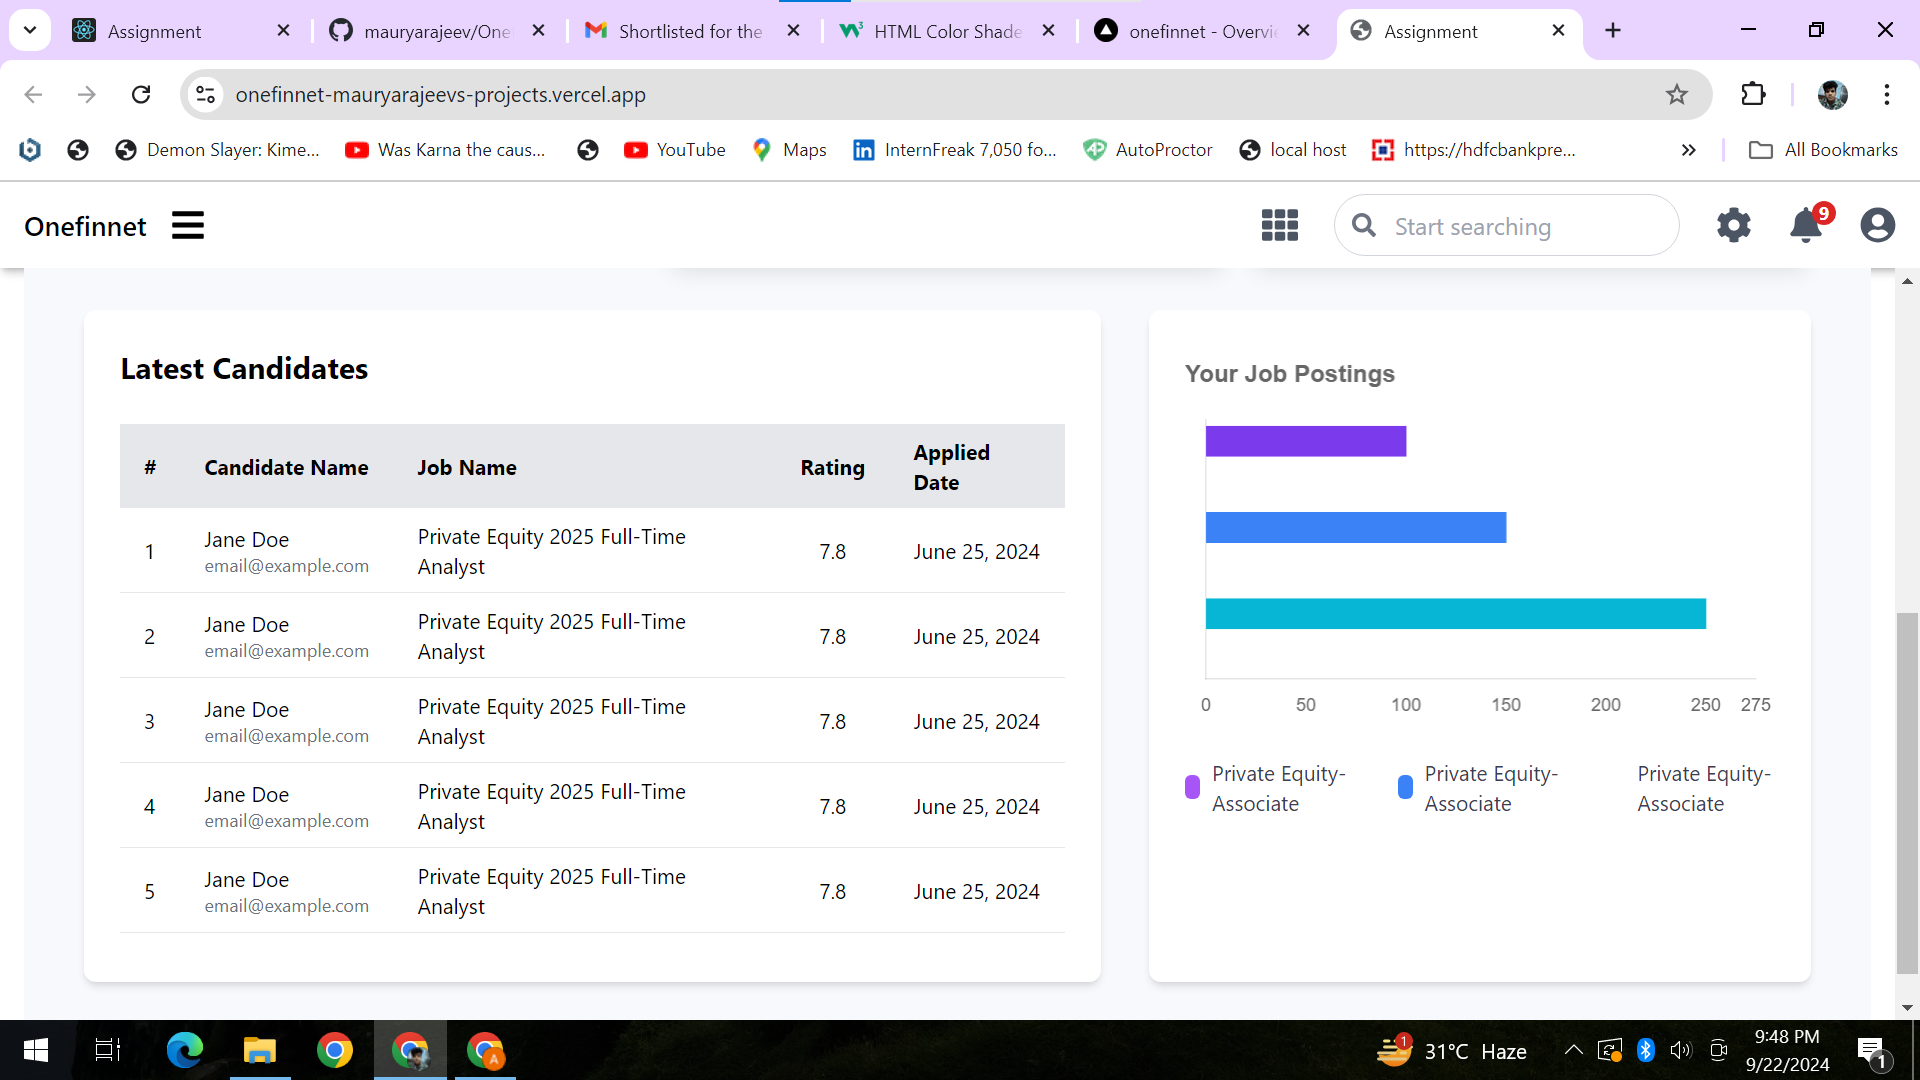 Assignment
mauryarajeev/One
Shortlisted for the
HTML Color Shade
onefinnet - Overvie
Assignment
onefinnet-mauryarajeevs-projects.vercel.app
Demon Slayer: Kime...
Was Karna the caus...
YouTube
Maps
InternFreak 7,050 fo...
AutoProctor
local host
https://hdfcbankpre...
All Bookmarks
Onefinnet
Start searching
9
Latest Candidates
# Candidate Name Job Name Rating Applied
Date
1 Jane Doe Private Equity 2025 Full-Time 7.8 June 25, 2024
email@example.com Analyst
2 Jane Doe Private Equity 2025 Full-Time 7.8 June 25, 2024
email@example.com Analyst
3 Jane Doe Private Equity 2025 Full-Time 7.8 June 25, 2024
email@example.com Analyst
4 Jane Doe Private Equity 2025 Full-Time 7.8 June 25, 2024
email@example.com Analyst
5 Jane Doe Private Equity 2025 Full-Time 7.8 June 25, 2024
email@example.com Analyst
Your Job Postings
0 50 100 150 200 250 275
Private Equity-
Associate
Private Equity-
Associate
Private Equity-
Associate
A
1
31°C Haze
9:48 PM
9/22/2024
1